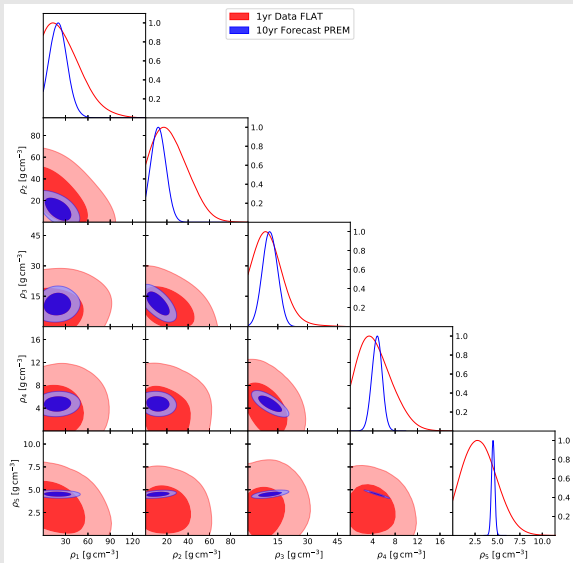 1yr Data FLAT
10yr Forecast PREM
1.0
0.8
0.6
0.4
0.2
ρ₂ [g cm⁻³]
80
60
40
20
1.0
0.8
0.6
0.4
0.2
ρ₃ [g cm⁻³]
45
30
15
1.0
0.8
0.6
0.4
0.2
ρ₄ [g cm⁻³]
16
12
8
4
1.0
0.8
0.6
0.4
0.2
ρ₅ [g cm⁻³]
10.0
7.5
5.0
2.5
1.0
0.8
0.6
0.4
0.2
30 60 90 120
20 40 60 80
15 30 45
4 8 12 16
2.5 5.0 7.5 10.0
ρ₁ [g cm⁻³]
ρ₂ [g cm⁻³]
ρ₃ [g cm⁻³]
ρ₄ [g cm⁻³]
ρ₅ [g cm⁻³]